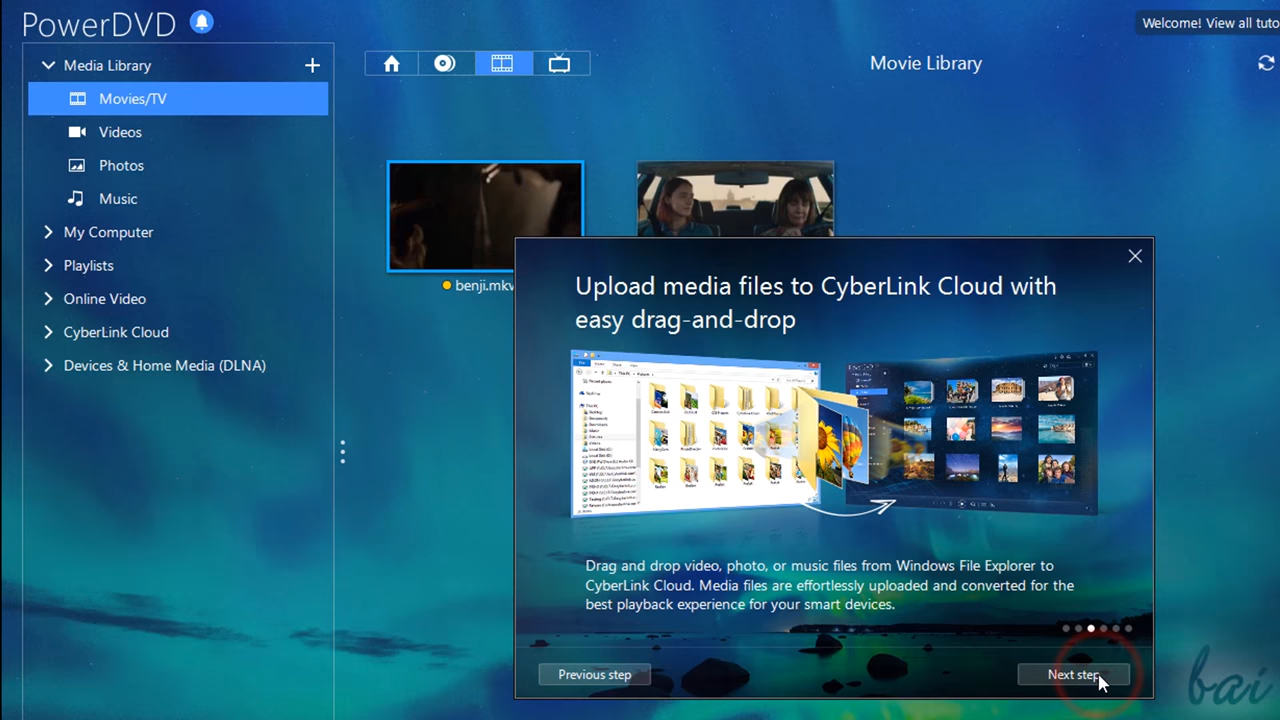 PowerDVD
Welcome! View all tuto
Media Library
Movies/TV
Videos
Photos
Music
My Computer
Playlists
Online Video
CyberLink Cloud
Devices & Home Media (DLNA)
Movie Library
benji.mkv
Upload media files to CyberLink Cloud with
easy drag-and-drop
Drag and drop video, photo, or music files from Windows File Explorer to
CyberLink Cloud. Media files are effortlessly uploaded and converted for the
best playback experience for your smart devices.
Previous step
Next step
bai